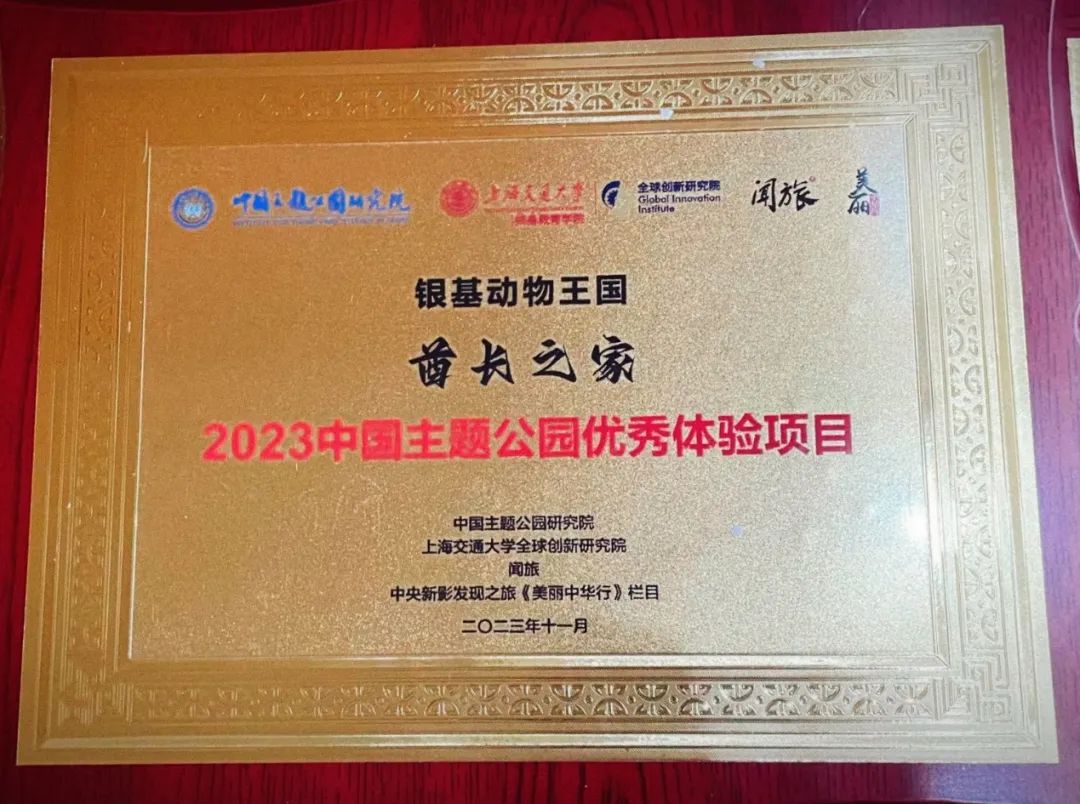 中国主题公园研究院
上海交通大学
全球创新研究院
Global Innovation
Institute
闻旅
美丽
银基动物王国
酋长之家
2023中国主题公园优秀体验项目
中国主题公园研究院
上海交通大学全球创新研究院
闻旅
中央新影发现之旅《美丽中华行》栏目
二〇二三年十一月